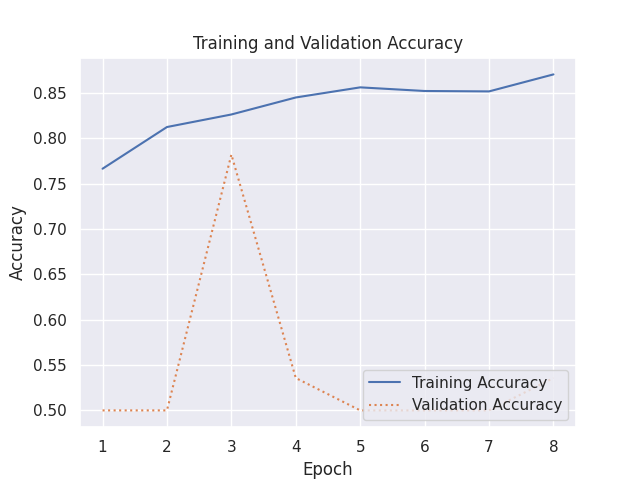 Training and Validation Accuracy
0.85
0.80
0.75
0.70
0.65
0.60
0.55
0.50
Accuracy
Training Accuracy
Validation Accuracy
1 2 3 4 5 6 7 8
Epoch